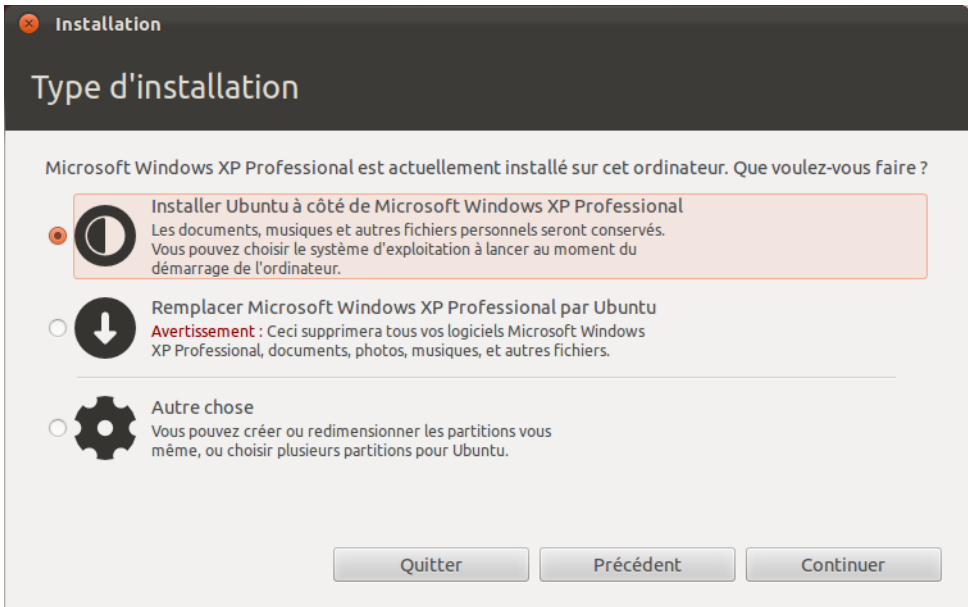 Installation
Type d'installation
Microsoft Windows XP Professional est actuellement installé sur cet ordinateur. Que voulez-vous faire ?
Installer Ubuntu à côté de Microsoft Windows XP Professional
Les documents, musiques et autres fichiers personnels seront conservés.
Vous pouvez choisir le système d'exploitation à lancer au moment du
démarrage de l'ordinateur.
Remplacer Microsoft Windows XP Professional par Ubuntu
Avertissement : Ceci supprimera tous vos logiciels Microsoft Windows
XP Professional, documents, photos, musiques, et autres fichiers.
Autre chose
Vous pouvez créer ou redimensionner les partitions vous
même, ou choisir plusieurs partitions pour Ubuntu.
Quitter
Précédent
Continuer